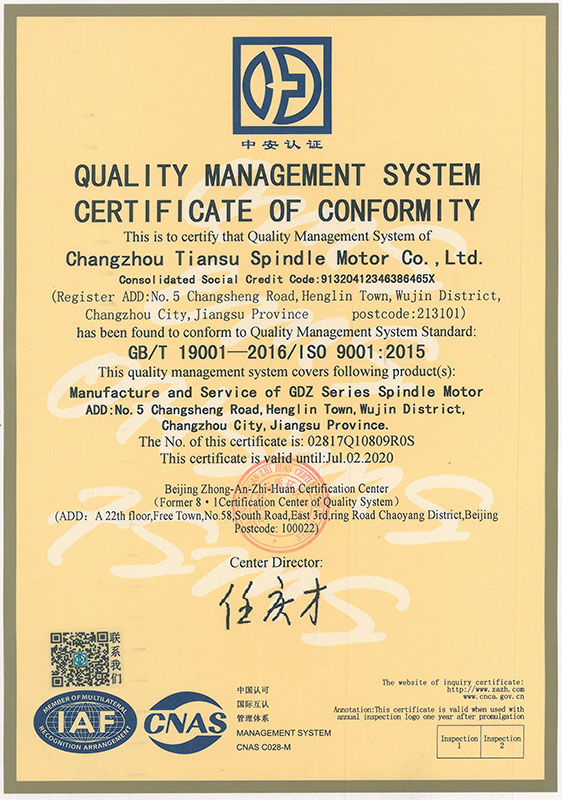 中安认证
QUALITY MANAGEMENT SYSTEM
CERTIFICATE OF CONFORMITY
This is to certify that Quality Management System of
Changzhou Tiansu Spindle Motor Co.,Ltd.
Consolidated Social Credit Code:91320412346386465X
(Register ADD:No.5 Changsheng Road,Henglin Town,Wujin District,
Changzhou City,Jiangsu Province postcode:213101)
has been found to conform to Quality Management System Standard:
GB/T 19001—2016/ISO 9001:2015
This quality management system covers following product(s):
Manufacture and Service of GDZ Series Spindle Motor
ADD:No.5 Changsheng Road,Henglin Town,Wujin District,
Changzhou City,Jiangsu Province.
The No. of this certificate is: 02817Q10809R0S
This certificate is valid until:Jul.02.2020
Beijing Zhong-An-Zhi-Huan Certification Center
(Former 8·1Certification Center of Quality System)
(ADD: A 22th floor,Free Town,No.58,South Road,East 3rd,ring Road Chaoyang District,Beijing
Postcode: 100022)
Center Director:
任庆才
联系我们
MEMBER OF MULTILATERAL
IAF
RECOGNITION ARRANGEMENT
CNAS
中国认可
国际互认
管理体系
MANAGEMENT SYSTEM
CNAS C028-M
The website of inquiry certificate:
http://www.zazh.com
www.cnca.gov.cn
Annotation:This certificate is valid when used with
annual inspection logo one year after promulgation
Inspection 1
Inspection 2